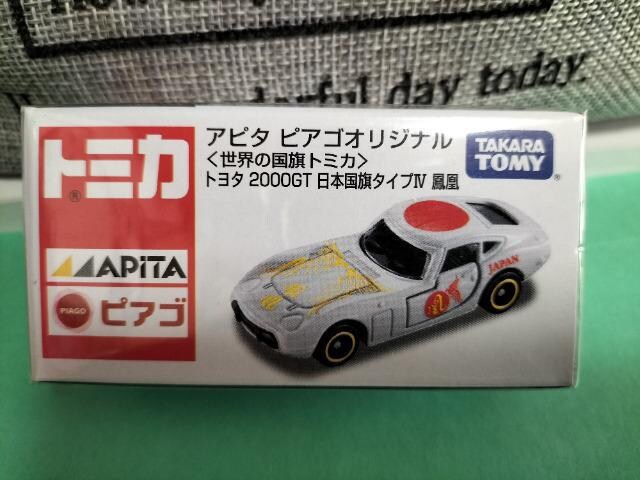 derful day today.
トミカ
®
APiTA
PIAGO ピアゴ
アピタ ピアゴオリジナル
<世界の国旗トミカ>
トヨタ 2000GT 日本国旗タイプⅣ 鳳凰
TAKARA
TOMY
JAPAN